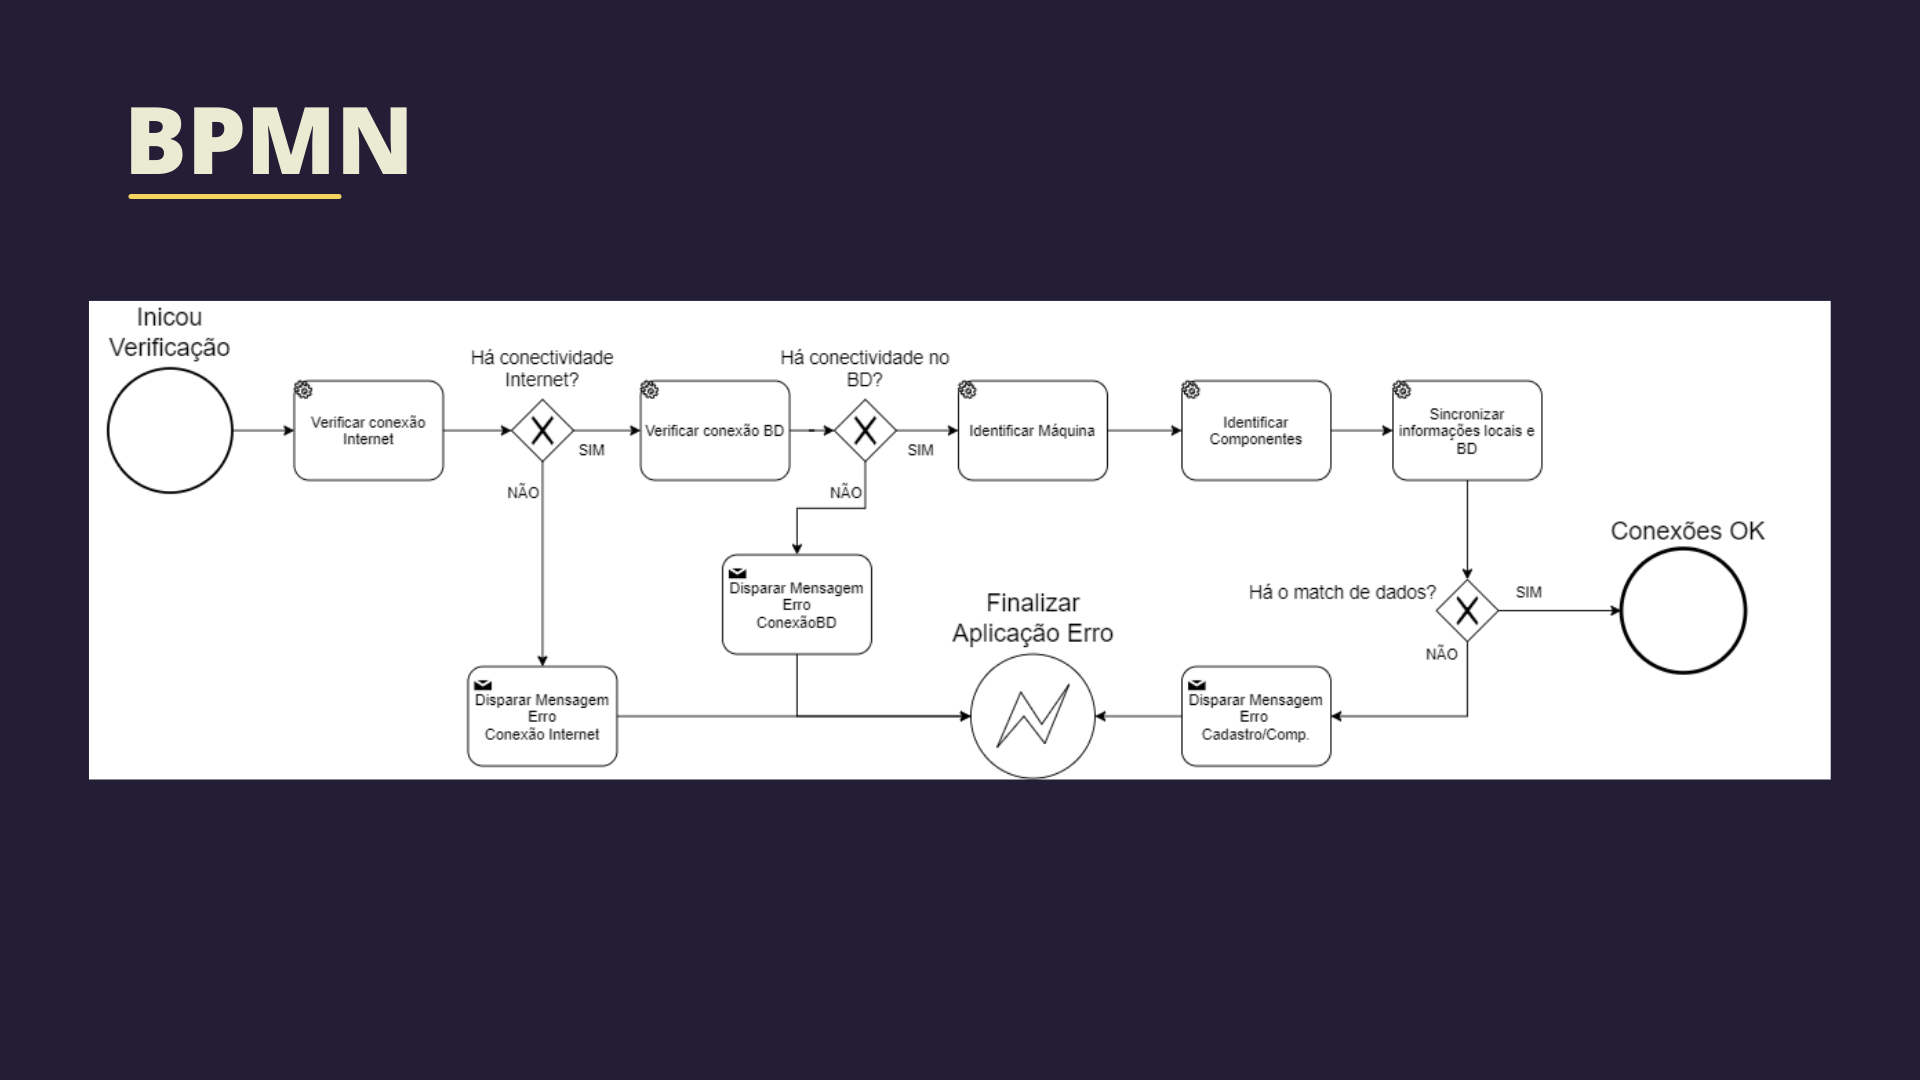 BPMN
Inicou
Verificação
Verificar conexão
Internet
Há conectividade
Internet?
SIM
NÃO
Verificar conexão BD
Há conectividade no
BD?
SIM
NÃO
Identificar Máquina
Identificar
Componentes
Sincronizar
informações locais e
BD
Há o match de dados?
SIM
NÃO
Conexões OK
Disparar Mensagem
Erro
ConexãoBD
Disparar Mensagem
Erro
Conexão Internet
Finalizar
Aplicação Erro
Disparar Mensagem
Erro
Cadastro/Comp.